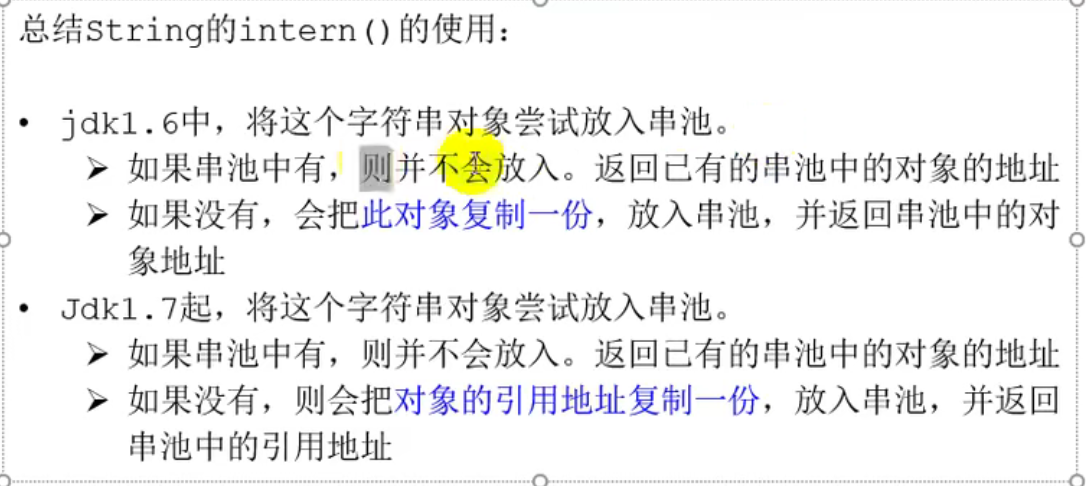 总结String的intern()的使用：
• jdk1.6中，将这个字符串对象尝试放入串池。
➢ 如果串池中有，则并不会放入。返回已有的串池中的对象的地址
➢ 如果没有，会把此对象复制一份，放入串池，并返回串池中的对
象地址
• Jdk1.7起，将这个字符串对象尝试放入串池。
➢ 如果串池中有，则并不会放入。返回已有的串池中的对象的地址
➢ 如果没有，则会把对象的引用地址复制一份，放入串池，并返回
串池中的引用地址